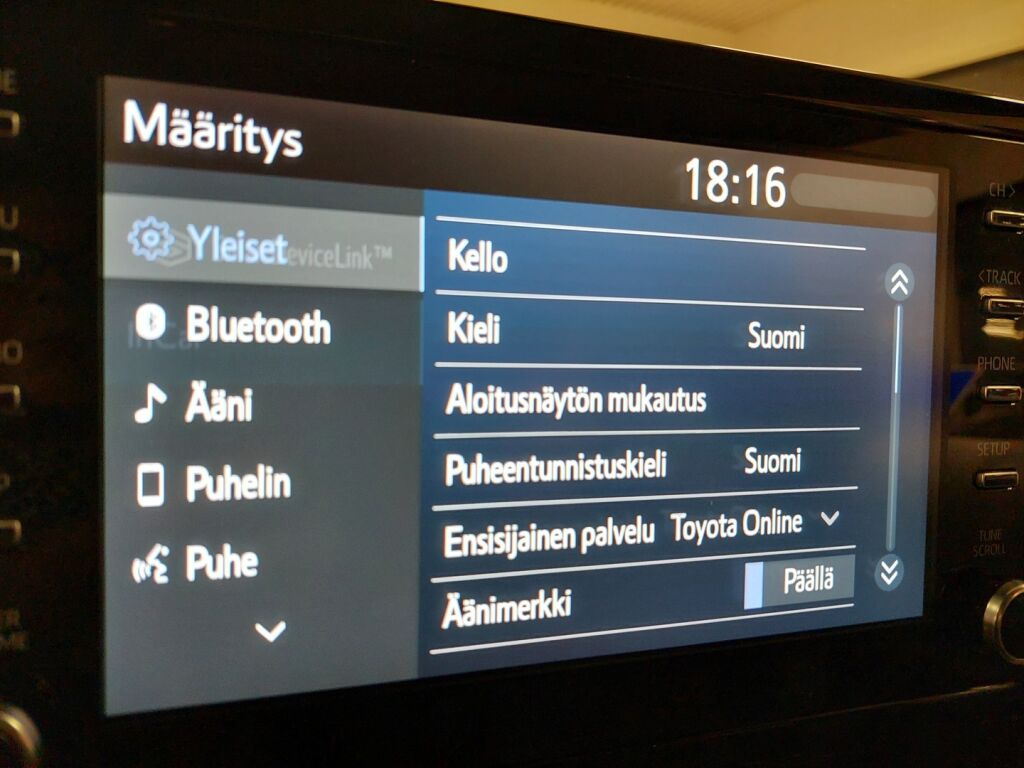 Määritys
18:16
Yleiset
eviceLink™
Bluetooth
Ääni
Puhelin
Puhe
Kello
Kieli Suomi
Aloitusnäytön mukautus
Puheentunnistuskieli Suomi
Ensisijainen palvelu Toyota Online
Äänimerkki Päällä
CH >
< TRACK
PHONE
SETUP
TUNE
SCROLL